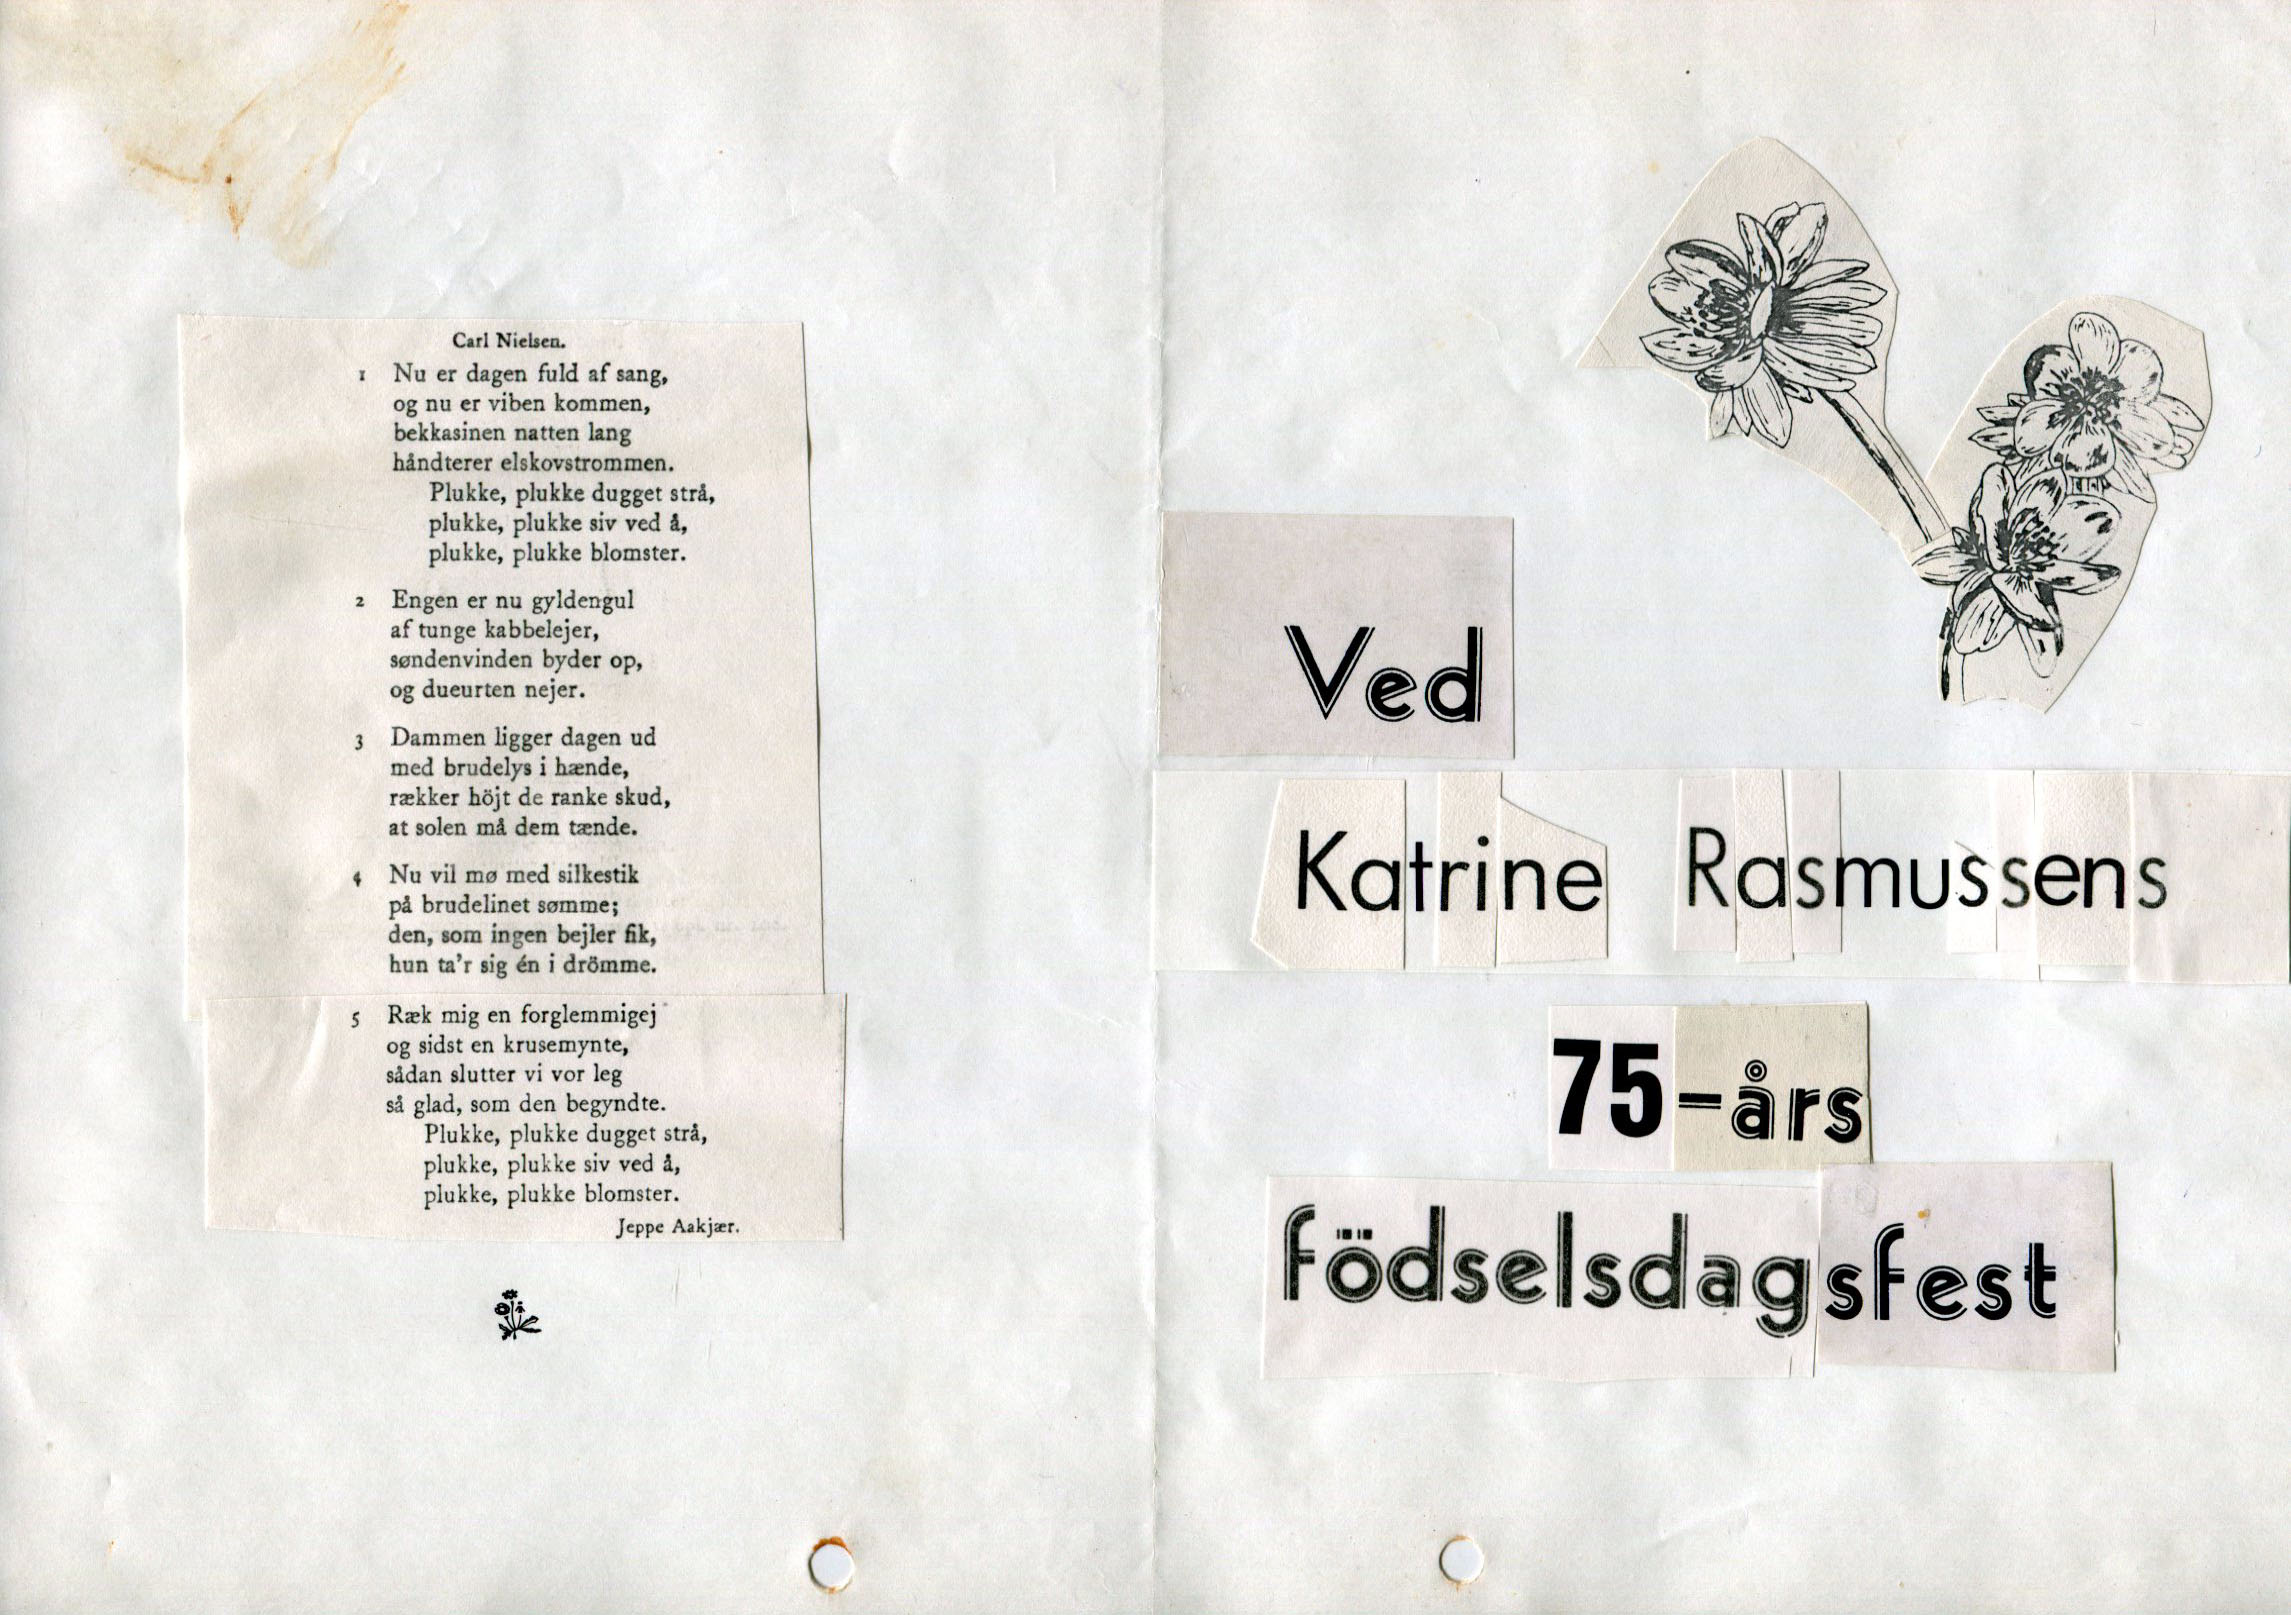 Carl Nielsen.
1 Nu er dagen fuld af sang,
og nu er viben kommen,
bekkasinen natten lang
håndterer elskovstrommen.
Plukke, plukke dugget strå,
plukke, plukke siv ved å,
plukke, plukke blomster.
2 Engen er nu gyldengul
af tunge kabbelejer,
søndenvinden byder op,
og dueurten nejer.
3 Dammen ligger dagen ud
med brudelys i hænde,
rækker höjt de ranke skud,
at solen må dem tænde.
4 Nu vil mø med silkestik
på brudelinet sømme;
den, som ingen bejler fik,
hun ta'r sig én i drömme.
5 Ræk mig en forglemmigej
og sidst en krusemynte,
sådan slutter vi vor leg
så glad, som den begyndte.
Plukke, plukke dugget strå,
plukke, plukke siv ved å,
plukke, plukke blomster.
Jeppe Aakjær.
Ved
Katrine Rasmussens
75-års
födselsdagsfest